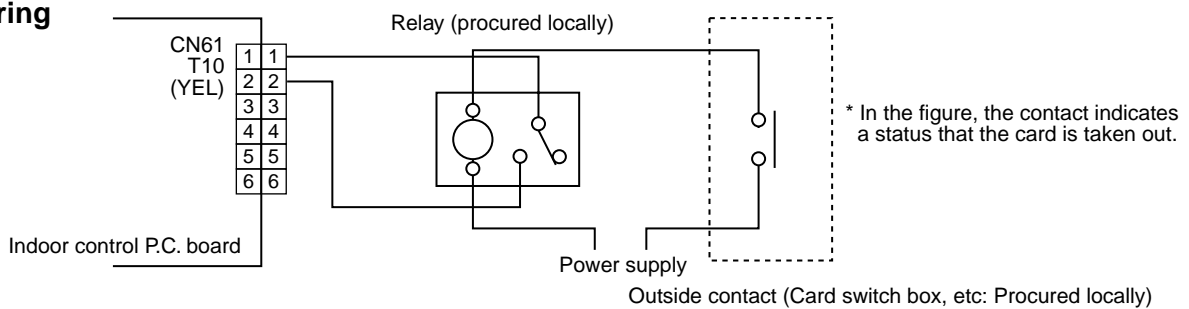 ring
Relay (procured locally)
CN61
T10
(YEL)
1 1
2 2
3 3
4 4
5 5
6 6
* In the figure, the contact indicates
a status that the card is taken out.
Indoor control P.C. board
Power supply
Outside contact (Card switch box, etc: Procured locally)